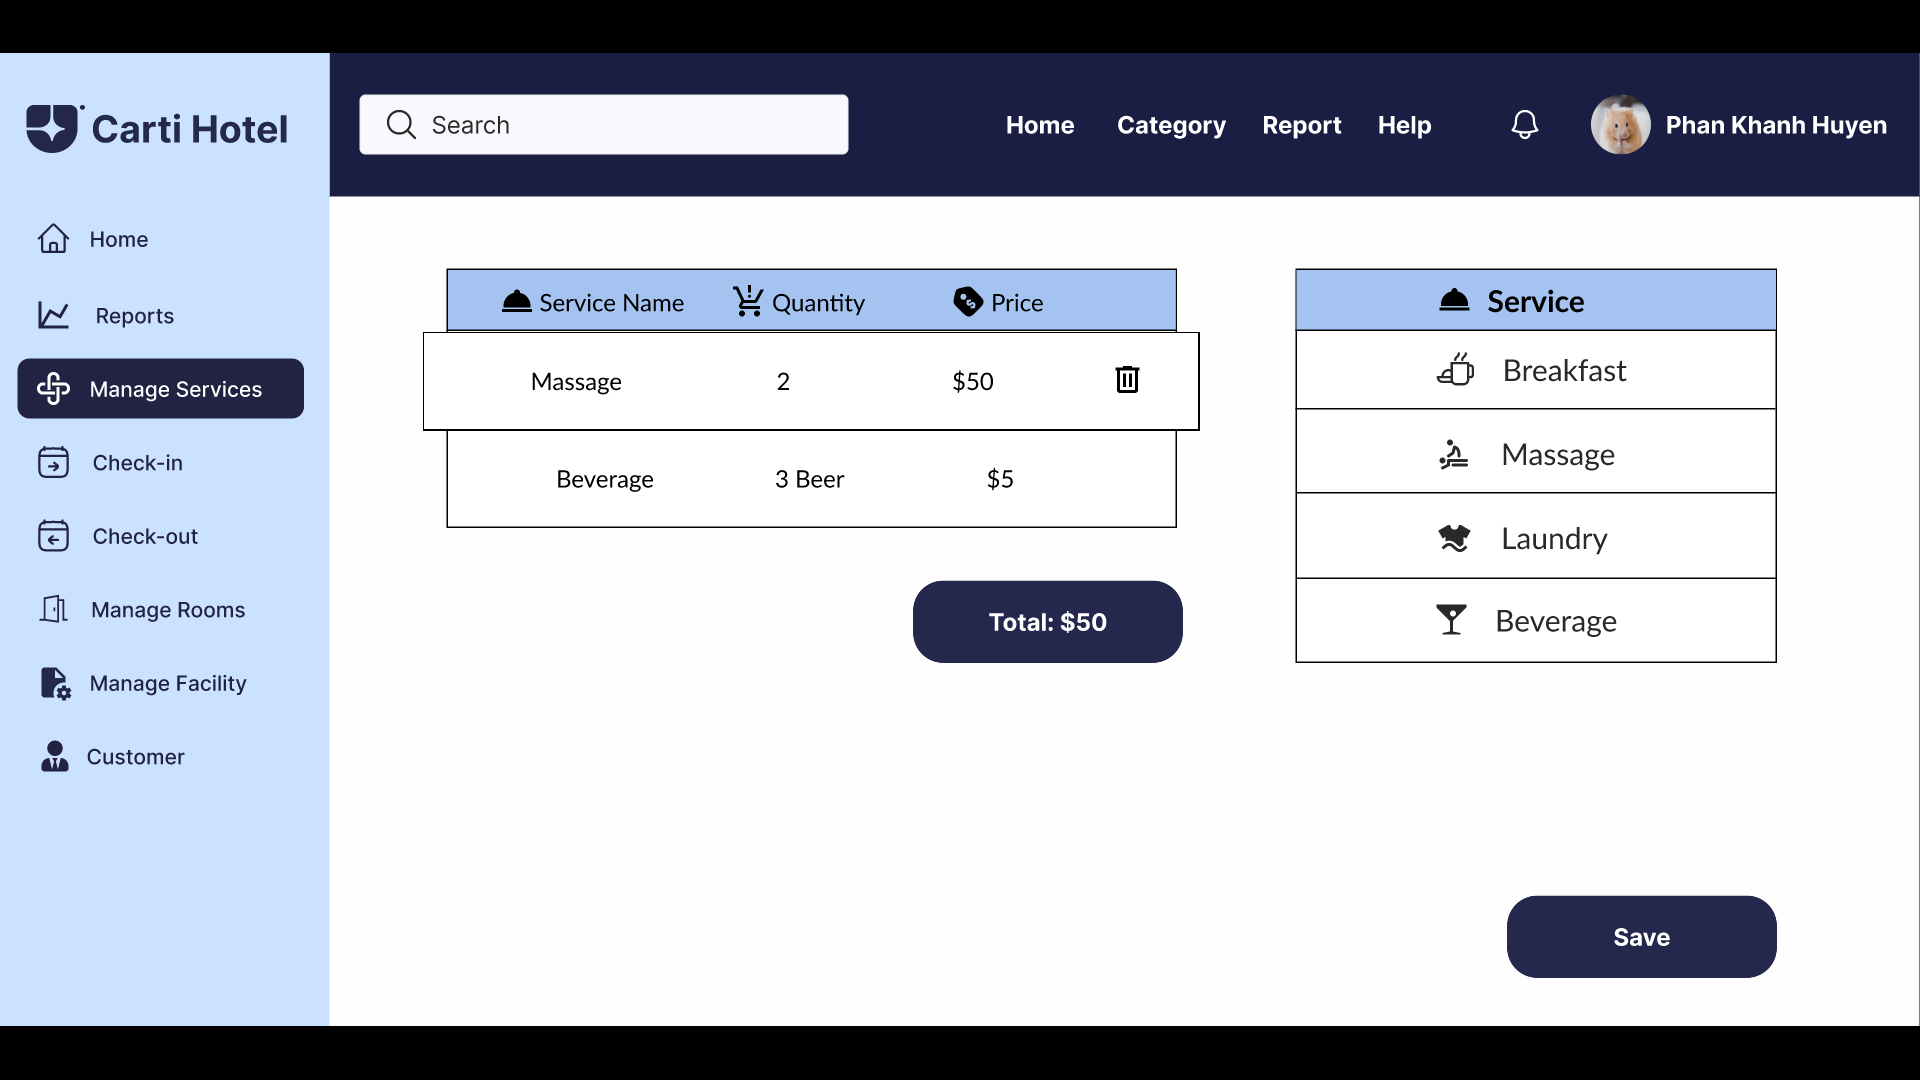 Carti Hotel
Search
Home Category Report Help
Phan Khanh Huyen
Home
Reports
Manage Services
Check-in
Check-out
Manage Rooms
Manage Facility
Customer
Service Name Quantity Price
Massage 2 $50
Beverage 3 Beer $5
Total: $50
Service
Breakfast
Massage
Laundry
Beverage
Save